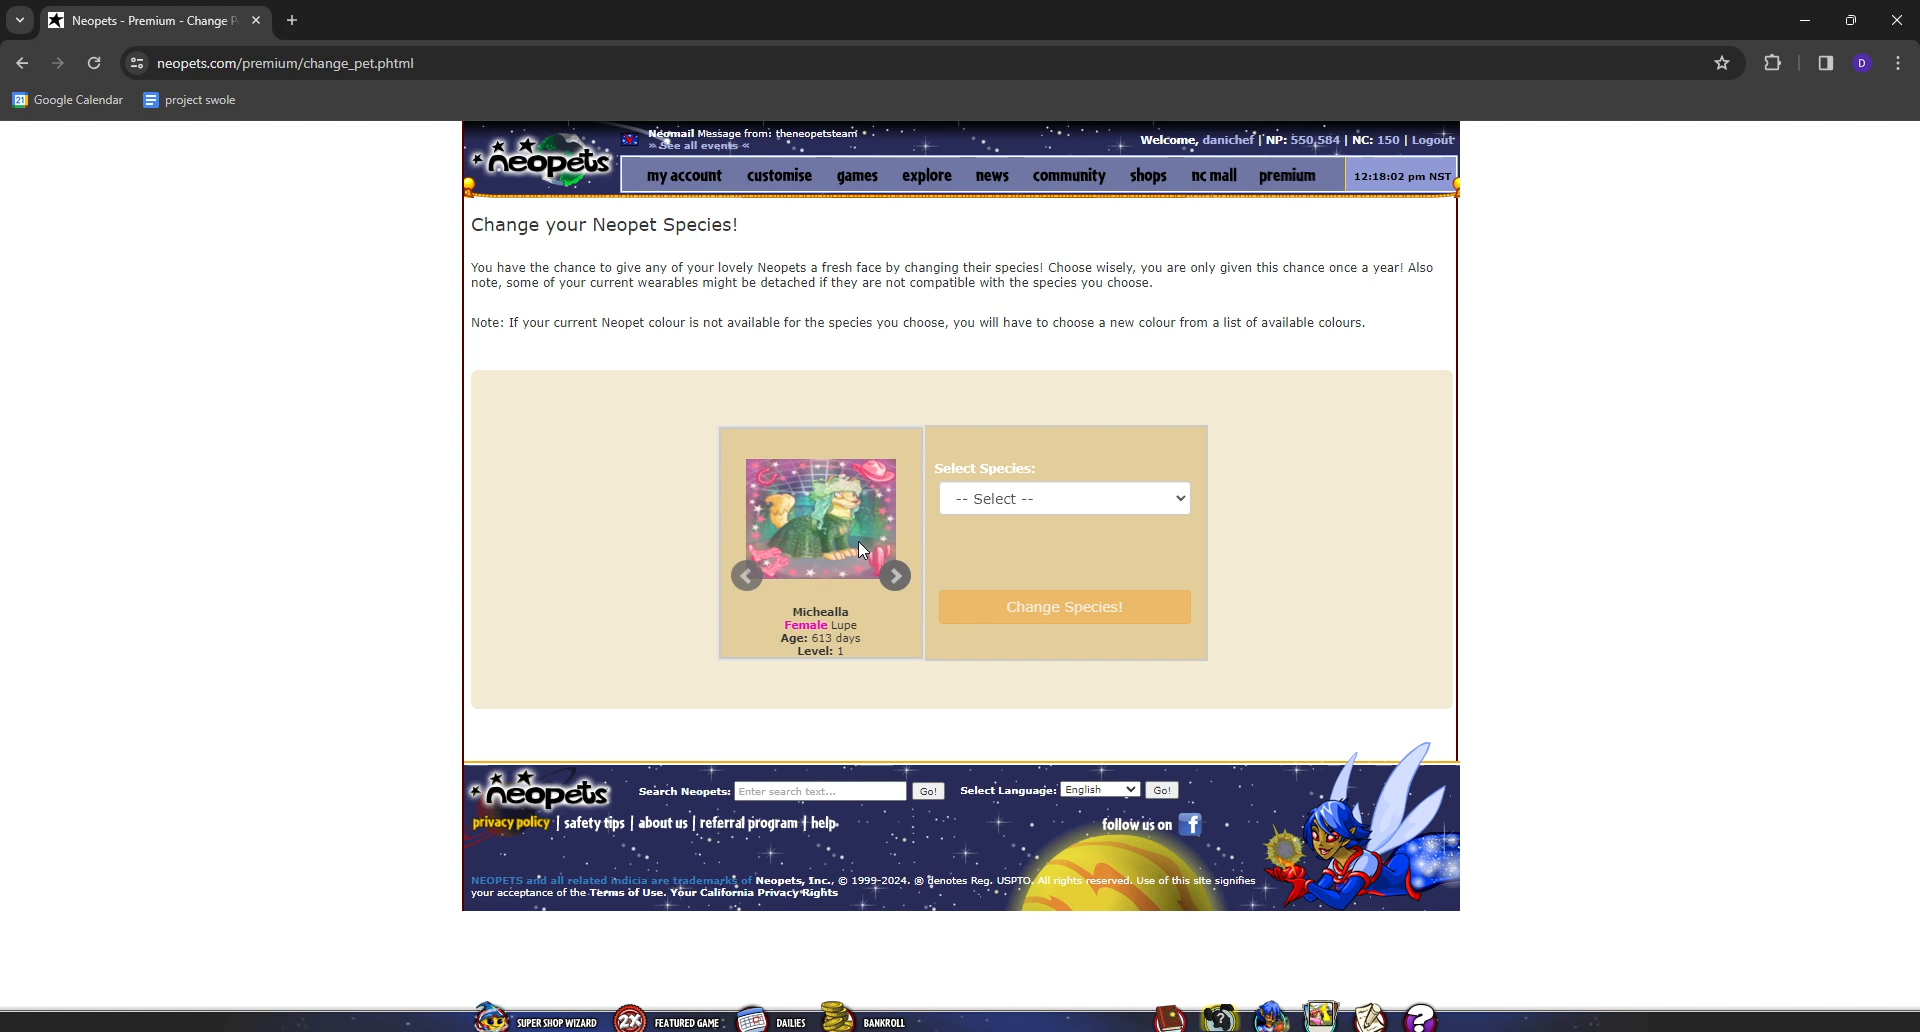 Neopets - Premium - Change P
neopets.com/premium/change_pet.phtml
D
21 Google Calendar project swole
neopets
Neomail Message from: theneopetsteam
» See all events «
Welcome, danichef | NP: 550,584 | NC: 150 | Logout
my account customise games explore news community shops nc mall premium 12:18:02 pm NST
Change your Neopet Species!
You have the chance to give any of your lovely Neopets a fresh face by changing their species! Choose wisely, you are only given this chance once a year! Also
note, some of your current wearables might be detached if they are not compatible with the species you choose.
Note: If your current Neopet colour is not available for the species you choose, you will have to choose a new colour from a list of available colours.
Select Species:
-- Select --
Change Species!
Michealla
Female Lupe
Age: 613 days
Level: 1
neopets
Search Neopets: Enter search text... Go! Select Language: English Go!
privacy policy | safety tips | about us | referral program | help
follow us on f
NEOPETS and all related indicia are trademarks of Neopets, Inc., © 1999-2024. ® denotes Reg. USPTO. All rights reserved. Use of this site signifies
your acceptance of the Terms of Use. Your California Privacy Rights
SUPER SHOP WIZARD 2X FEATURED GAME DAILIES BANKROLL ? ?